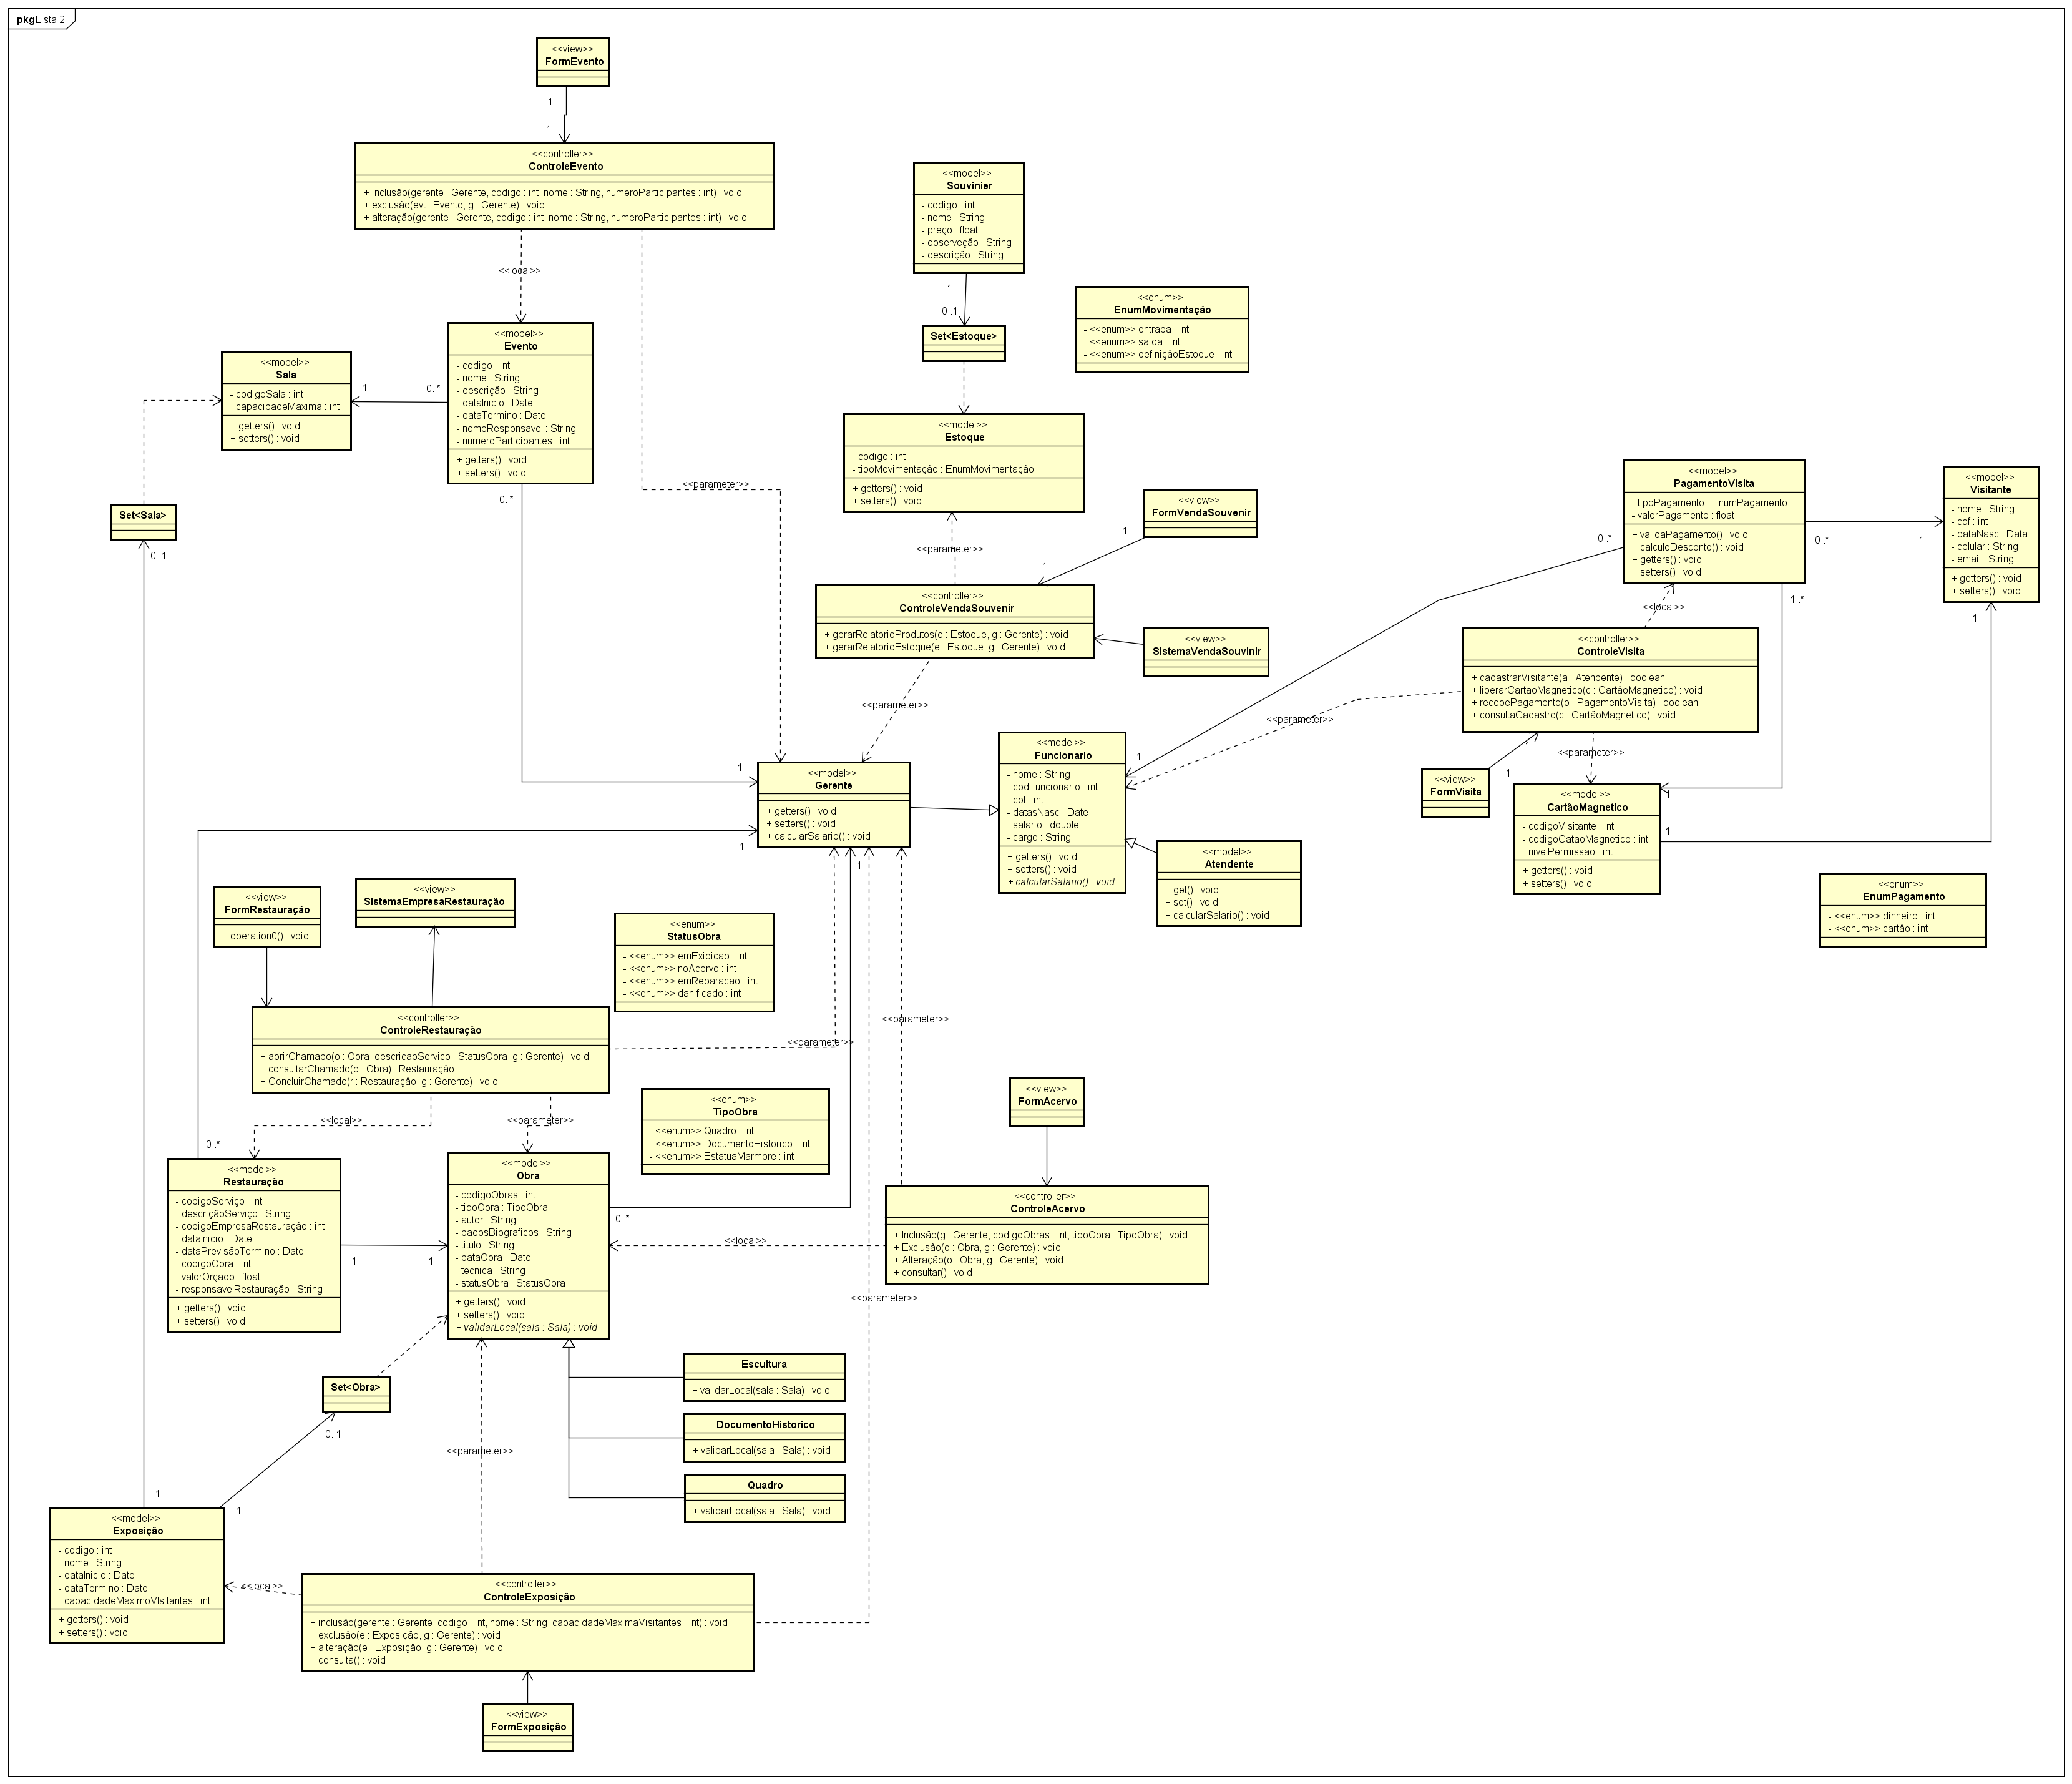 pkg Lista 2
<<view>>
FormEvento
1
1
<<controller>>
ControleEvento
+ inclusão(gerente : Gerente, codigo : int, nome : String, numeroParticipantes : int) : void
+ exclusão(evt : Evento, g : Gerente) : void
+ alteração(gerente : Gerente, codigo : int, nome : String, numeroParticipantes : int) : void
<<local>>
<<parameter>>
<<model>>
Souvinier
- codigo : int
- nome : String
- preço : float
- observeção : String
- descrição : String
1
0..1
Set<Estoque>
<<enum>>
EnumMovimentação
- <<enum>> entrada : int
- <<enum>> saida : int
- <<enum>> definiçãoEstoque : int
<<model>>
Evento
- codigo : int
- nome : String
- descrição : String
- dataInicio : Date
- dataTermino : Date
- nomeResponsavel : String
- numeroParticipantes : int
+ getters() : void
+ setters() : void
0..*
1
0..*
1
<<model>>
Sala
- codigoSala : int
- capacidadeMaxima : int
+ getters() : void
+ setters() : void
Set<Sala>
0..1
1
<<model>>
Estoque
- codigo : int
- tipoMovimentação : EnumMovimentação
+ getters() : void
+ setters() : void
<<parameter>>
<<view>>
FormVendaSouvenir
1
1
<<controller>>
ControleVendaSouvenir
+ gerarRelatorioProdutos(e : Estoque, g : Gerente) : void
+ gerarRelatorioEstoque(e : Estoque, g : Gerente) : void
<<view>>
SistemaVendaSouvinir
<<parameter>>
<<model>>
PagamentoVisita
- tipoPagamento : EnumPagamento
- valorPagamento : float
+ validaPagamento() : void
+ calculoDesconto() : void
+ getters() : void
+ setters() : void
0..*
1
0..*
1
1..*
1
<<model>>
Visitante
- nome : String
- cpf : int
- dataNasc : Data
- celular : String
- email : String
+ getters() : void
+ setters() : void
1
1
<<local>>
<<controller>>
ControleVisita
+ cadastrarVisitante(a : Atendente) : boolean
+ liberarCartaoMagnetico(c : CartãoMagnetico) : void
+ recebePagamento(p : PagamentoVisita) : boolean
+ consultaCadastro(c : CartãoMagnetico) : void
<<parameter>>
<<parameter>>
1
1
<<view>>
FormVisita
<<model>>
CartãoMagnetico
- codigoVisitante : int
- codigoCataoMagnetico : int
- nivelPermissao : int
+ getters() : void
+ setters() : void
<<enum>>
EnumPagamento
- <<enum>> dinheiro : int
- <<enum>> cartão : int
<<model>>
Funcionario
- nome : String
- codFuncionario : int
- cpf : int
- datasNasc : Date
- salario : double
- cargo : String
+ getters() : void
+ setters() : void
+ calcularSalario() : void
<<model>>
Atendente
+ get() : void
+ set() : void
+ calcularSalario() : void
<<model>>
Gerente
+ getters() : void
+ setters() : void
+ calcularSalario() : void
1
1
<<view>>
FormRestauração
+ operation0() : void
<<view>>
SistemaEmpresaRestauração
<<enum>>
StatusObra
- <<enum>> emExibicao : int
- <<enum>> noAcervo : int
- <<enum>> emReparacao : int
- <<enum>> danificado : int
<<controller>>
ControleRestauração
+ abrirChamado(o : Obra, descricaoServico : StatusObra, g : Gerente) : void
+ consultarChamado(o : Obra) : Restauração
+ ConcluirChamado(r : Restauração, g : Gerente) : void
<<parameter>>
<<parameter>>
<<local>>
<<parameter>>
<<enum>>
TipoObra
- <<enum>> Quadro : int
- <<enum>> DocumentoHistorico : int
- <<enum>> EstatuaMarmore : int
<<view>>
FormAcervo
<<controller>>
ControleAcervo
+ Inclusão(g : Gerente, codigoObras : int, tipoObra : TipoObra) : void
+ Exclusão(o : Obra, g : Gerente) : void
+ Alteração(o : Obra, g : Gerente) : void
+ consultar() : void
<<local>>
<<parameter>>
0..*
<<model>>
Restauração
- codigoServiço : int
- descriçãoServiço : String
- codigoEmpresaRestauração : int
- dataInicio : Date
- dataPrevisãoTermino : Date
- codigoObra : int
- valorOrçado : float
- responsavelRestauração : String
+ getters() : void
+ setters() : void
1
1
<<model>>
Obra
- codigoObras : int
- tipoObra : TipoObra
- autor : String
- dadosBiograficos : String
- titulo : String
- dataObra : Date
- tecnica : String
- statusObra : StatusObra
+ getters() : void
+ setters() : void
+ validarLocal(sala : Sala) : void
0..*
Set<Obra>
0..1
1
Escultura
+ validarLocal(sala : Sala) : void
DocumentoHistorico
+ validarLocal(sala : Sala) : void
Quadro
+ validarLocal(sala : Sala) : void
<<parameter>>
<<model>>
Exposição
- codigo : int
- nome : String
- dataInicio : Date
- dataTermino : Date
- capacidadeMaximoVIsitantes : int
+ getters() : void
+ setters() : void
<<local>>
<<controller>>
ControleExposição
+ inclusão(gerente : Gerente, codigo : int, nome : String, capacidadeMaximaVisitantes : int) : void
+ exclusão(e : Exposição, g : Gerente) : void
+ alteração(e : Exposição, g : Gerente) : void
+ consulta() : void
<<view>>
FormExposição